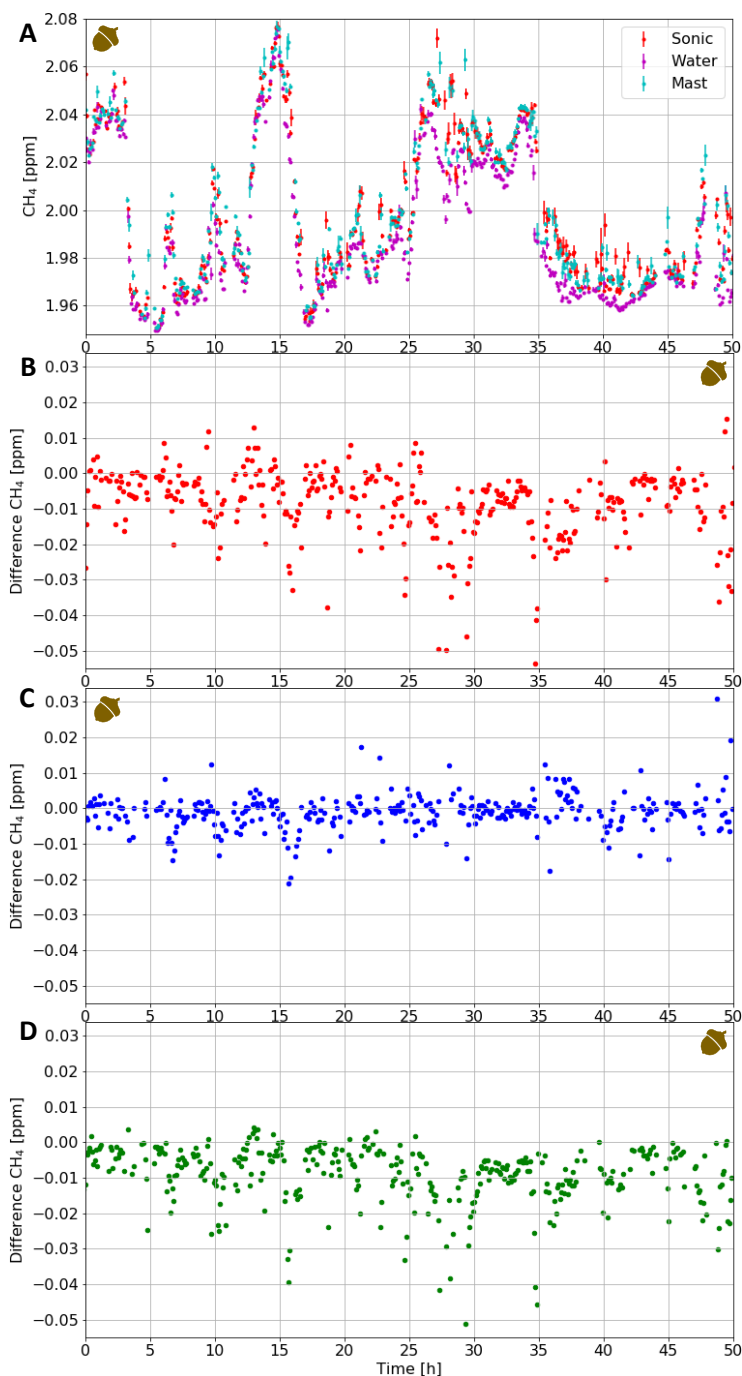 A
2.08
2.06
2.04
2.02
2.00
1.98
1.96
CH₄ [ppm]
Sonic
Water
Mast
0 5 10 15 20 25 30 35 40 45 50
B
0.03
0.02
0.01
0.00
−0.01
−0.02
−0.03
−0.04
−0.05
Difference CH₄ [ppm]
0 5 10 15 20 25 30 35 40 45 50
C
0.03
0.02
0.01
0.00
−0.01
−0.02
−0.03
−0.04
−0.05
Difference CH₄ [ppm]
0 5 10 15 20 25 30 35 40 45 50
D
0.03
0.02
0.01
0.00
−0.01
−0.02
−0.03
−0.04
−0.05
Difference CH₄ [ppm]
0 5 10 15 20 25 30 35 40 45 50
Time [h]